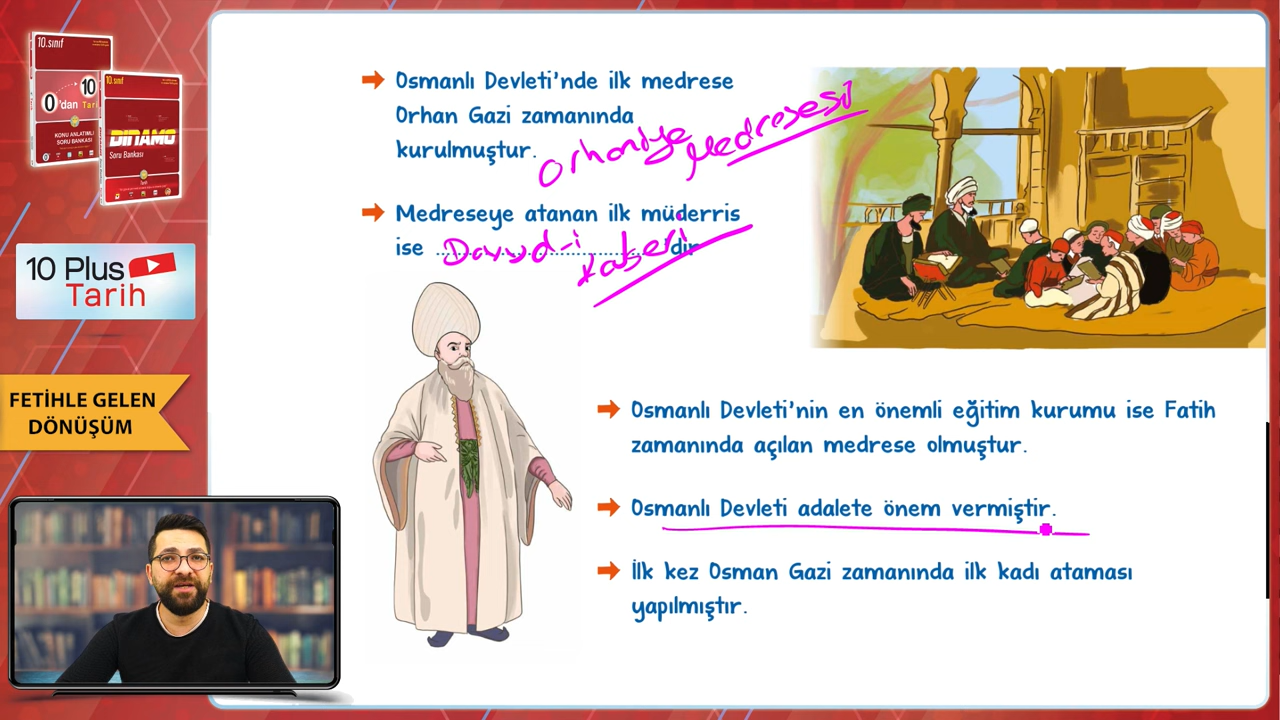 10.sınıf
0'dan 10
Tarih
KONU ANLATIMLI
SORU BANKASI
10.sınıf
DİNAMO
Soru Bankası
Tarih
10 Plus
Tarih
FETİHLE GELEN
DÖNÜŞÜM
Osmanlı Devleti'nde ilk medrese
Orhan Gazi zamanında
kurulmuştur.
Orhaniye Medresesi
Medreseye atanan ilk müderris
ise Davud-i Kayseri'dir
Osmanlı Devleti'nin en önemli eğitim kurumu ise Fatih
zamanında açılan medrese olmuştur.
Osmanlı Devleti adalete önem vermiştir.
İlk kez Osman Gazi zamanında ilk kadı ataması
yapılmıştır.